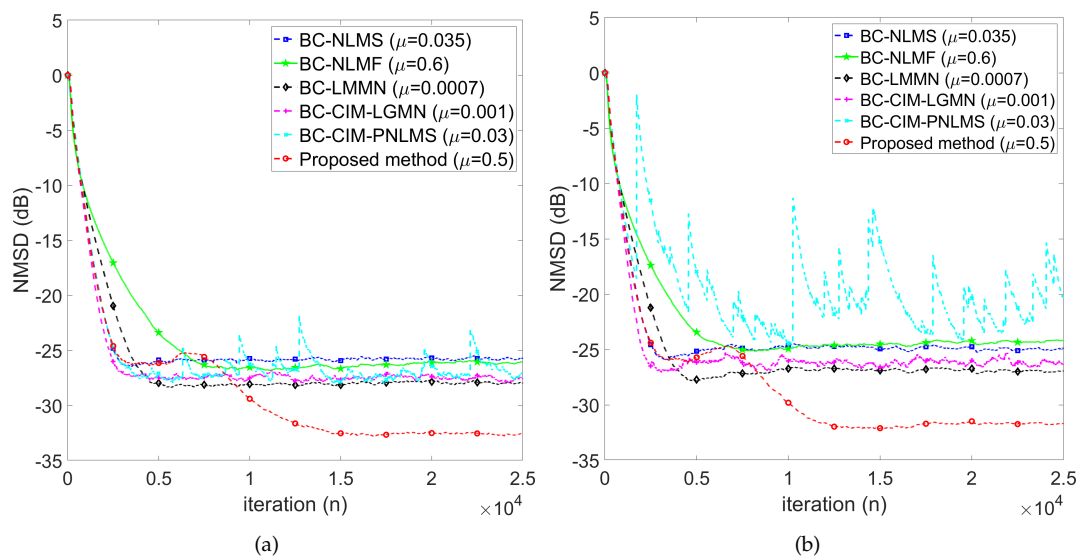 5
0
-5
-10
-15
-20
-25
-30
-35
NMSD (dB)
BC-NLMS (μ=0.035)
BC-NLMF (μ=0.6)
BC-LMMN (μ=0.0007)
BC-CIM-LGMN (μ=0.001)
BC-CIM-PNLMS (μ=0.03)
Proposed method (μ=0.5)
0 0.5 1 1.5 2 2.5
iteration (n)
×10⁴
(a)
5
0
-5
-10
-15
-20
-25
-30
-35
NMSD (dB)
BC-NLMS (μ=0.035)
BC-NLMF (μ=0.6)
BC-LMMN (μ=0.0007)
BC-CIM-LGMN (μ=0.001)
BC-CIM-PNLMS (μ=0.03)
Proposed method (μ=0.5)
0 0.5 1 1.5 2 2.5
iteration (n)
×10⁴
(b)